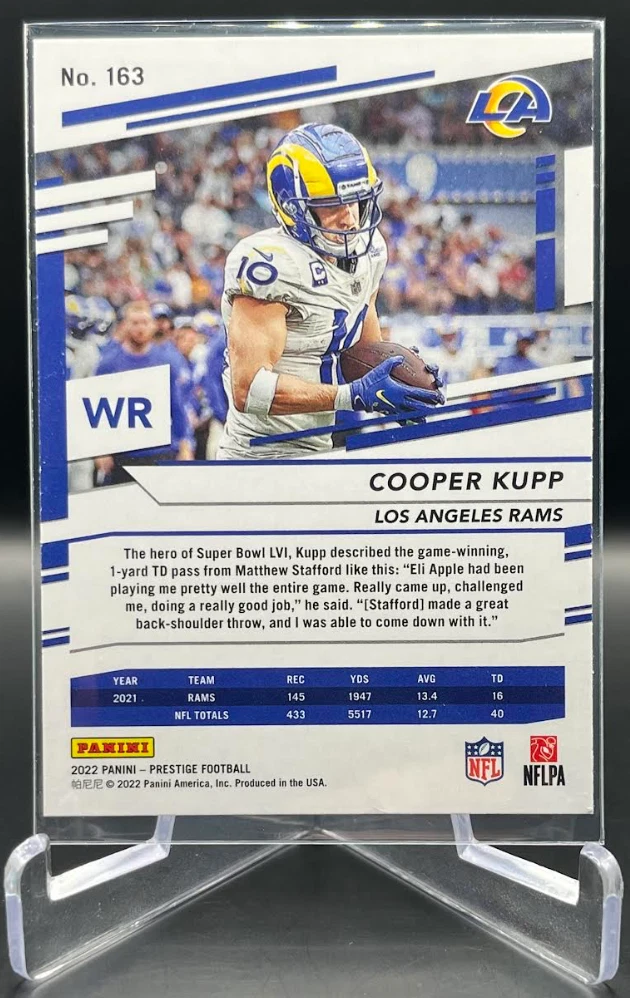 No. 163
LA
10
C
10
WR
COOPER KUPP
LOS ANGELES RAMS
The hero of Super Bowl LVI, Kupp described the game-winning,
1-yard TD pass from Matthew Stafford like this: “Eli Apple had been
playing me pretty well the entire game. Really came up, challenged
me, doing a really good job,” he said. “[Stafford] made a great
back-shoulder throw, and I was able to come down with it.”
YEAR TEAM REC YDS AVG TD
2021 RAMS 145 1947 13.4 16
NFL TOTALS 433 5517 12.7 40
PANINI
2022 PANINI – PRESTIGE FOOTBALL
帕尼尼 © 2022 Panini America, Inc. Produced in the USA.
NFL
NFLPA